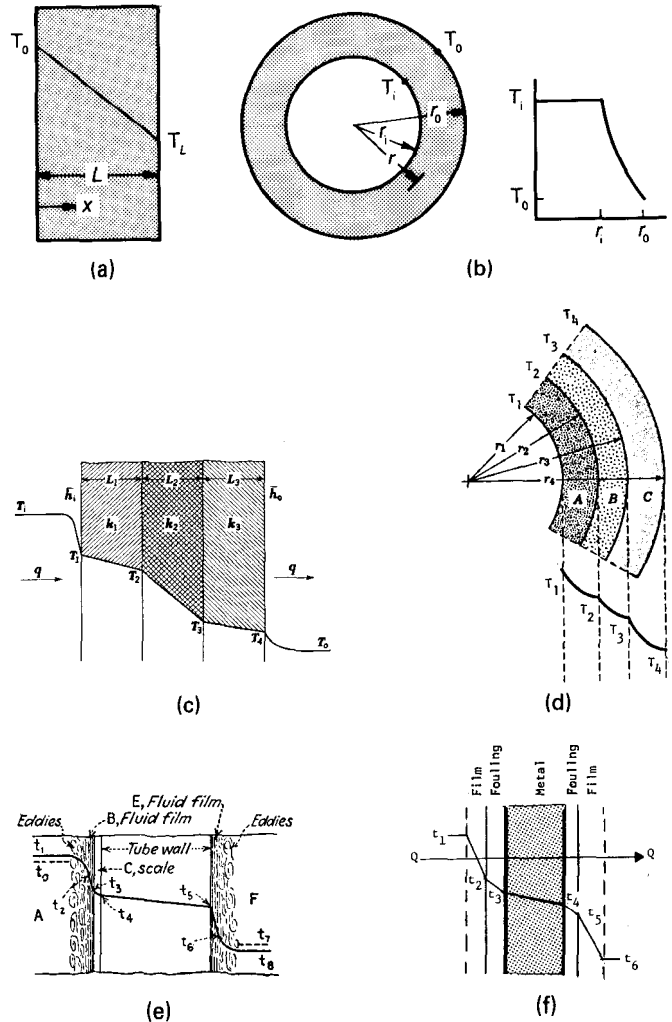 T₀
T_L
L
x
(a)
T₀
Tᵢ
r₀
rᵢ
r
Tᵢ
T₀
rᵢ r₀
(b)
h̄ᵢ L₁ L₂ L₃ h̄ₒ
Tᵢ
k₁ k₂ k₃
T₁
q T₂ q
T₃ T₄
Tₒ
(c)
T₄
T₃
T₂
T₁
r₁
r₂
r₃
r₄
A B C
T₁
T₂
T₃
T₄
(d)
E, Fluid film
B, Fluid film
Eddies Eddies
t₁ Tube wall
C, scale
t₃ t₅ F
A t₂ t₄
t₆ t₇
t₈
(e)
Film
Fouling
Metal
Fouling
Film
t₁
Q Q
t₂ t₃ t₄
t₅
t₆
(f)